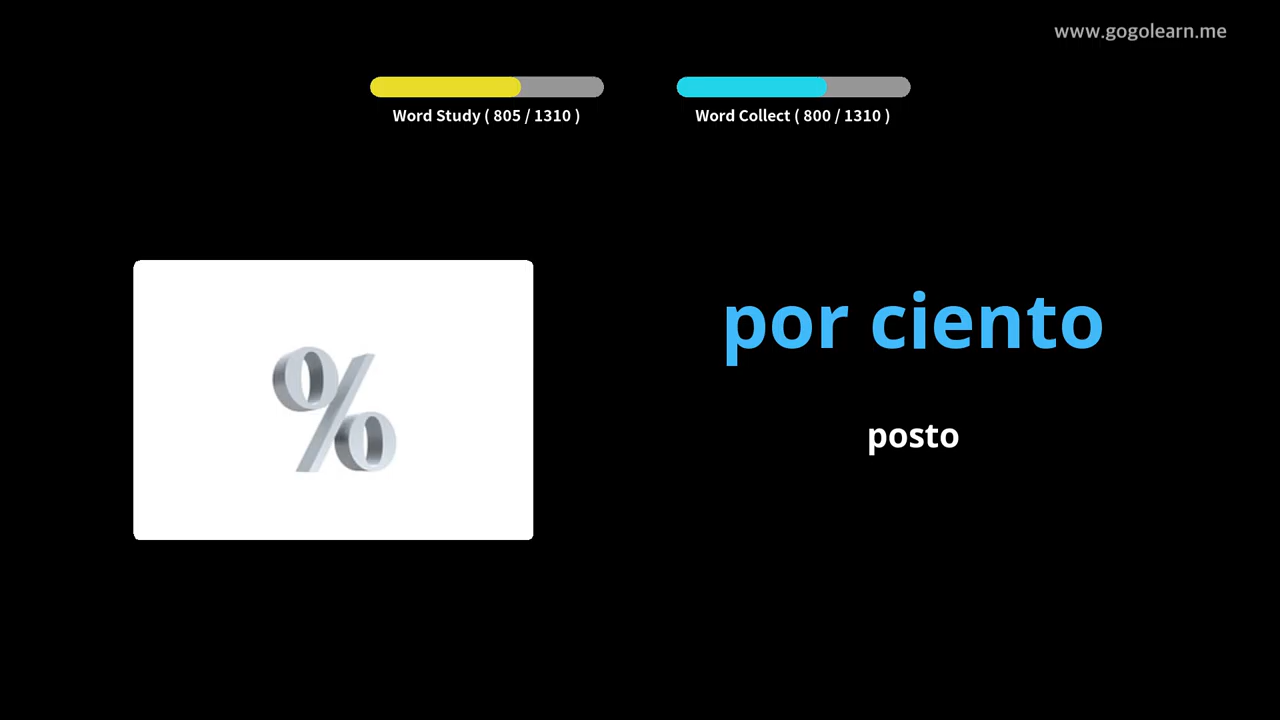 www.gogolearn.me
Word Study ( 805 / 1310 )
Word Collect ( 800 / 1310 )
%
por ciento
posto